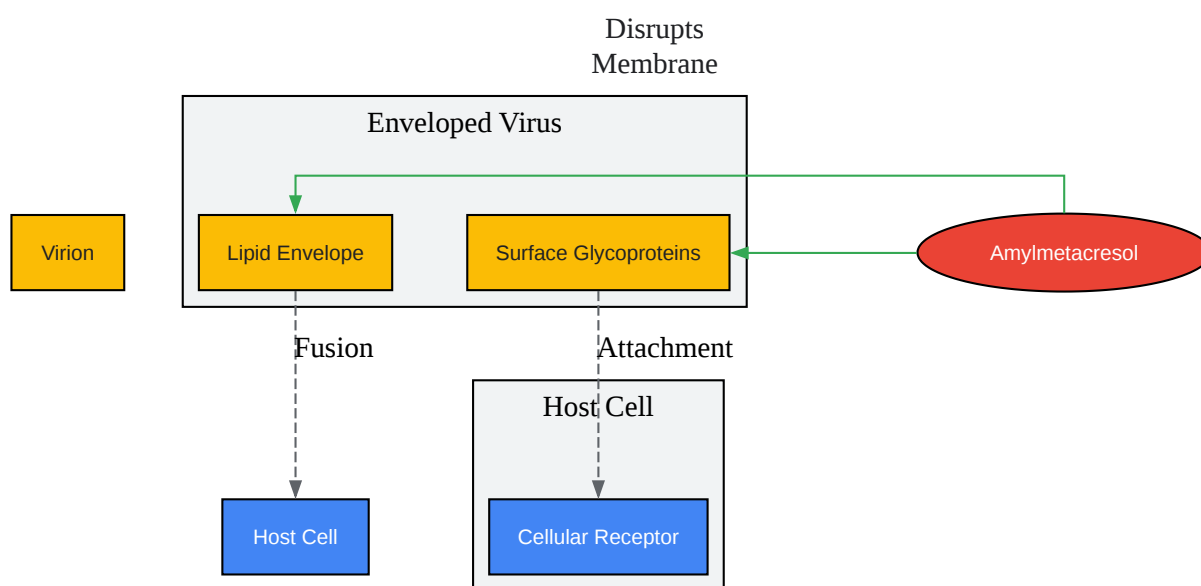 Disrupts
Membrane
Enveloped Virus
Virion
Lipid Envelope
Surface Glycoproteins
Amylmetacresol
Fusion
Attachment
Host Cell
Host Cell
Cellular Receptor